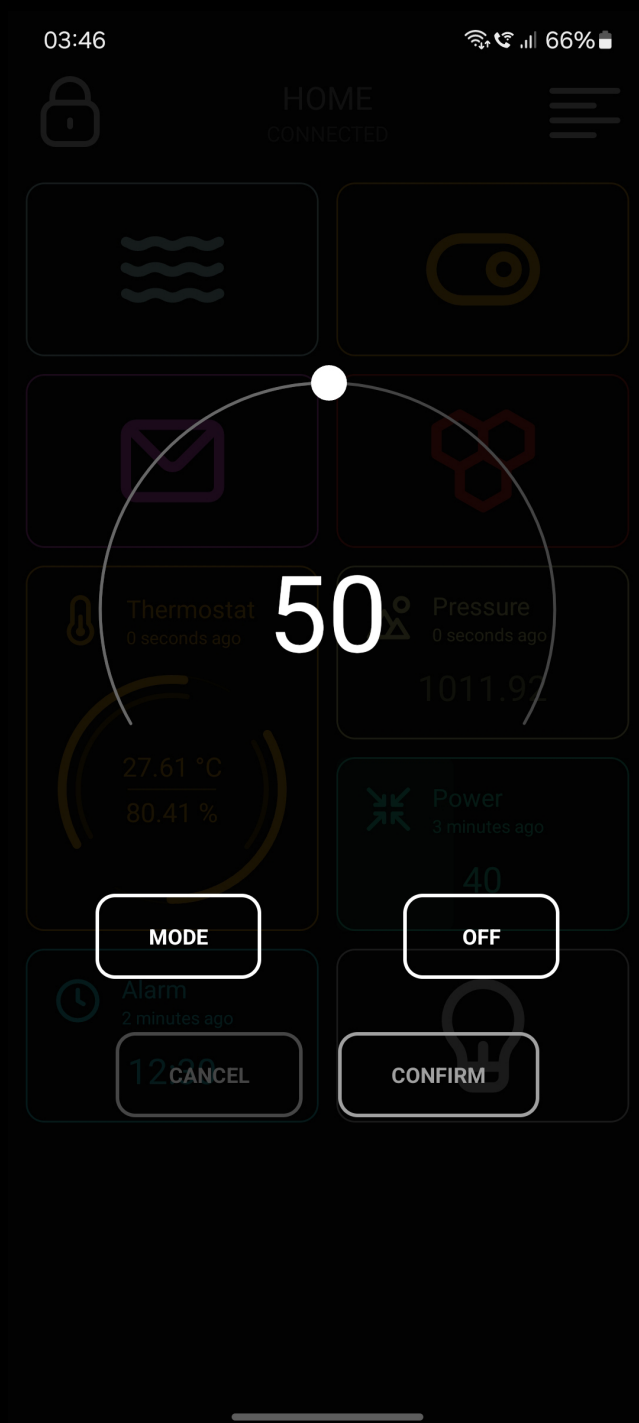 03:46
66%
HOME
CONNECTED
50
Thermostat
0 seconds ago
Pressure
0 seconds ago
1011.92
27.61 °C
80.41 %
Power
3 minutes ago
40
MODE
OFF
Alarm
2 minutes ago
CANCEL
CONFIRM